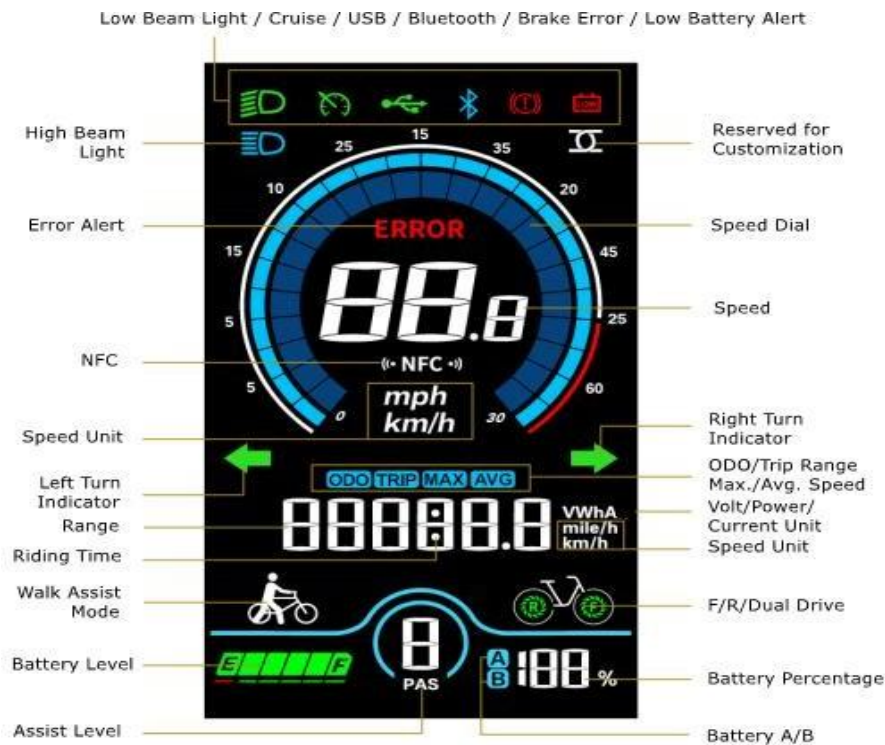 Low Beam Light / Cruise / USB / Bluetooth / Brake Error / Low Battery Alert
High Beam
Light
Reserved for
Customization
15
25
35
10
20
Error Alert
ERROR
Speed Dial
15
45
88.8
Speed
5
25
NFC
NFC
5
60
mph
km/h
0
30
Speed Unit
Right Turn
Indicator
Left Turn
Indicator
ODO TRIP MAX AVG
ODO/Trip Range
Max./Avg. Speed
Range
888:88.8
VWhA
mile/h
km/h
Volt/Power/
Current Unit
Speed Unit
Riding Time
Walk Assist
Mode
R
F
F/R/Dual Drive
Battery Level
E
F
8
PAS
A
B
188%
Battery Percentage
Assist Level
Battery A/B